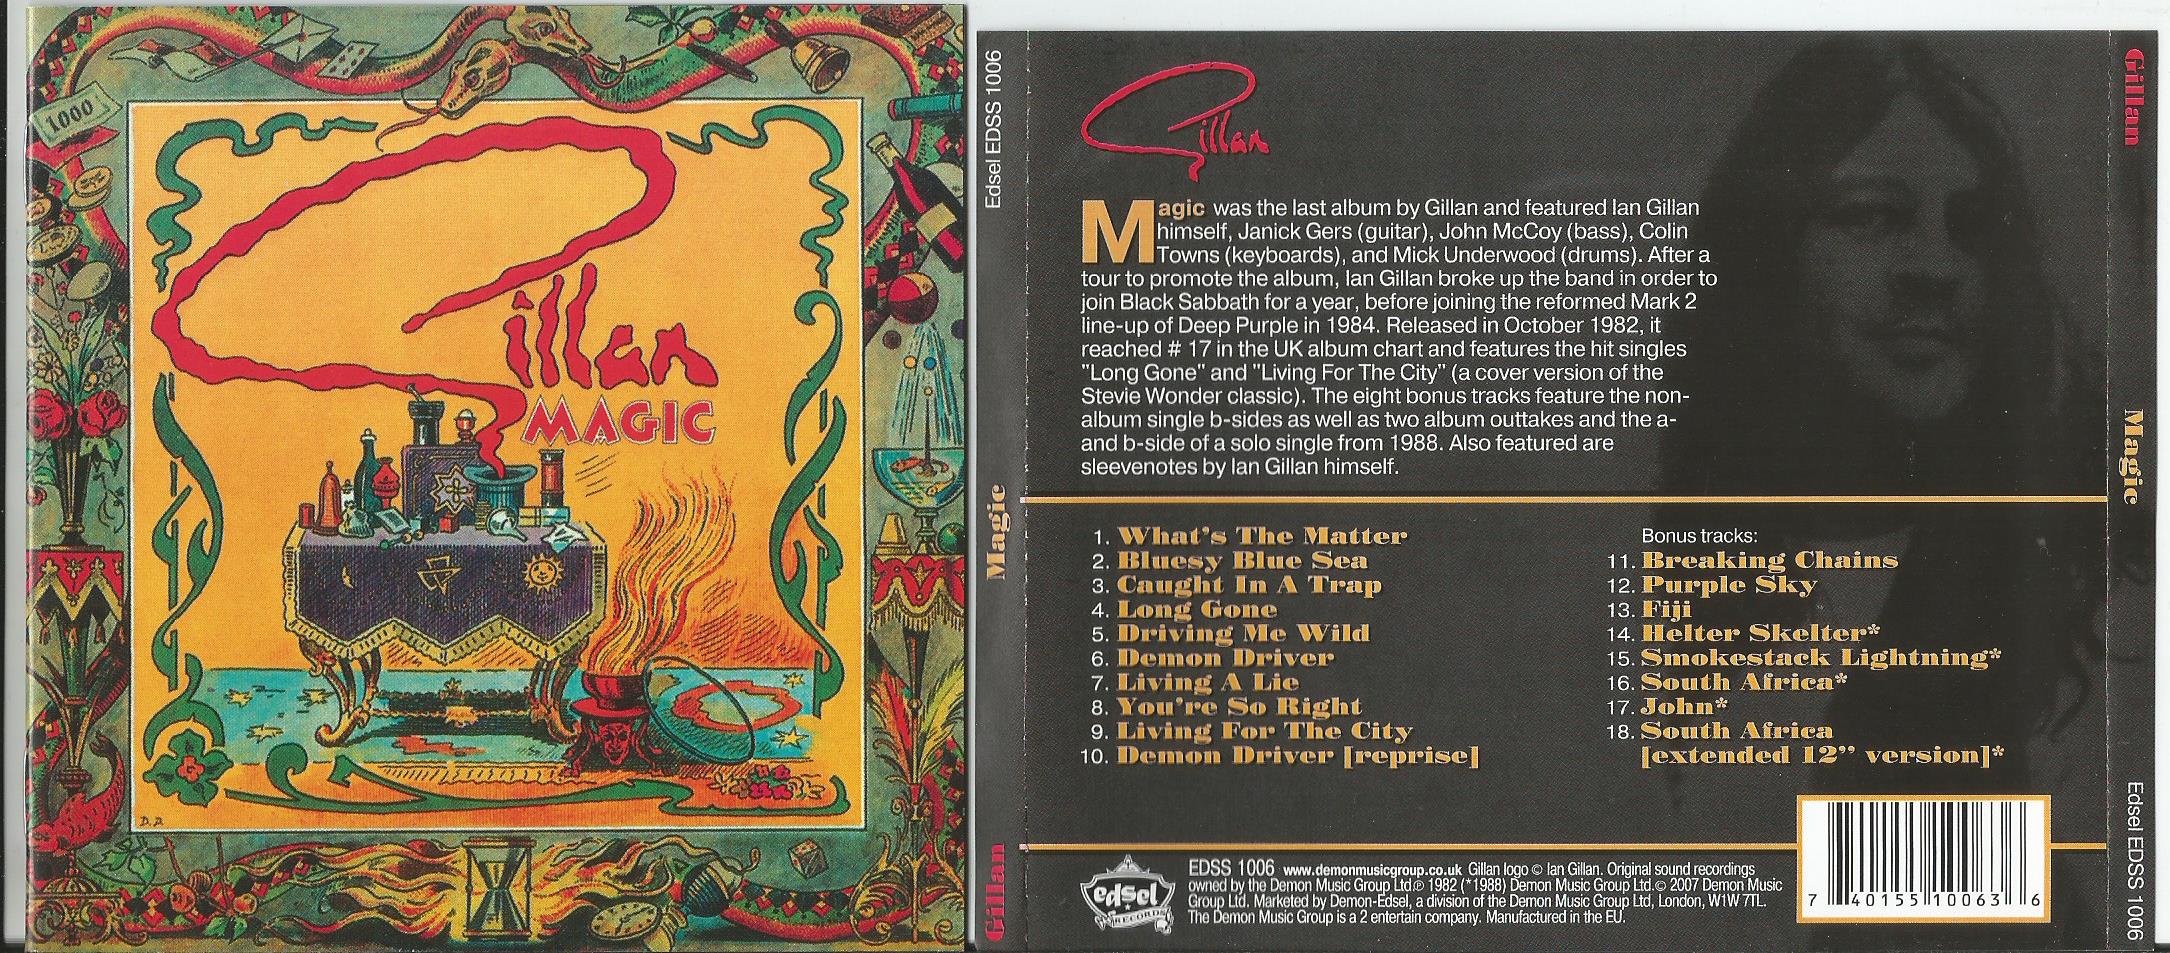 1000
Gillan
MAGIC
D.P.
Edsel EDSS 1006
Magic
Gillan
Gillan
Magic was the last album by Gillan and featured Ian Gillan
himself, Janick Gers (guitar), John McCoy (bass), Colin
Towns (keyboards), and Mick Underwood (drums). After a
tour to promote the album, Ian Gillan broke up the band in order to
join Black Sabbath for a year, before joining the reformed Mark 2
line-up of Deep Purple in 1984. Released in October 1982, it
reached # 17 in the UK album chart and features the hit singles
"Long Gone" and "Living For The City" (a cover version of the
Stevie Wonder classic). The eight bonus tracks feature the non-
album single b-sides as well as two album outtakes and the a-
and b-side of a solo single from 1988. Also featured are
sleevenotes by Ian Gillan himself.
1. What's The Matter
2. Bluesy Blue Sea
3. Caught In A Trap
4. Long Gone
5. Driving Me Wild
6. Demon Driver
7. Living A Lie
8. You're So Right
9. Living For The City
10. Demon Driver [reprise]
Bonus tracks:
11. Breaking Chains
12. Purple Sky
13. Fiji
14. Helter Skelter*
15. Smokestack Lightning*
16. South Africa*
17. John*
18. South Africa
[extended 12” version]*
edsel
RECORDS
EDSS 1006 www.demonmusicgroup.co.uk Gillan logo © Ian Gillan. Original sound recordings
owned by the Demon Music Group Ltd ℗ 1982 (*1988) Demon Music Group Ltd. © 2007 Demon Music
Group Ltd. Marketed by Demon-Edsel, a division of the Demon Music Group Ltd, London, W1W 7TL.
The Demon Music Group is a 2 entertain company. Manufactured in the EU.
7 40155 10063 6
Gillan
Magic
Edsel EDSS 1006